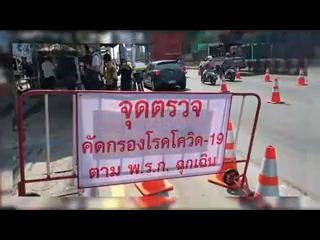 จุดตรวจ
คัดกรองโรคโควิด-19
ตาม พ.ร.ก. ฉุกเฉิน